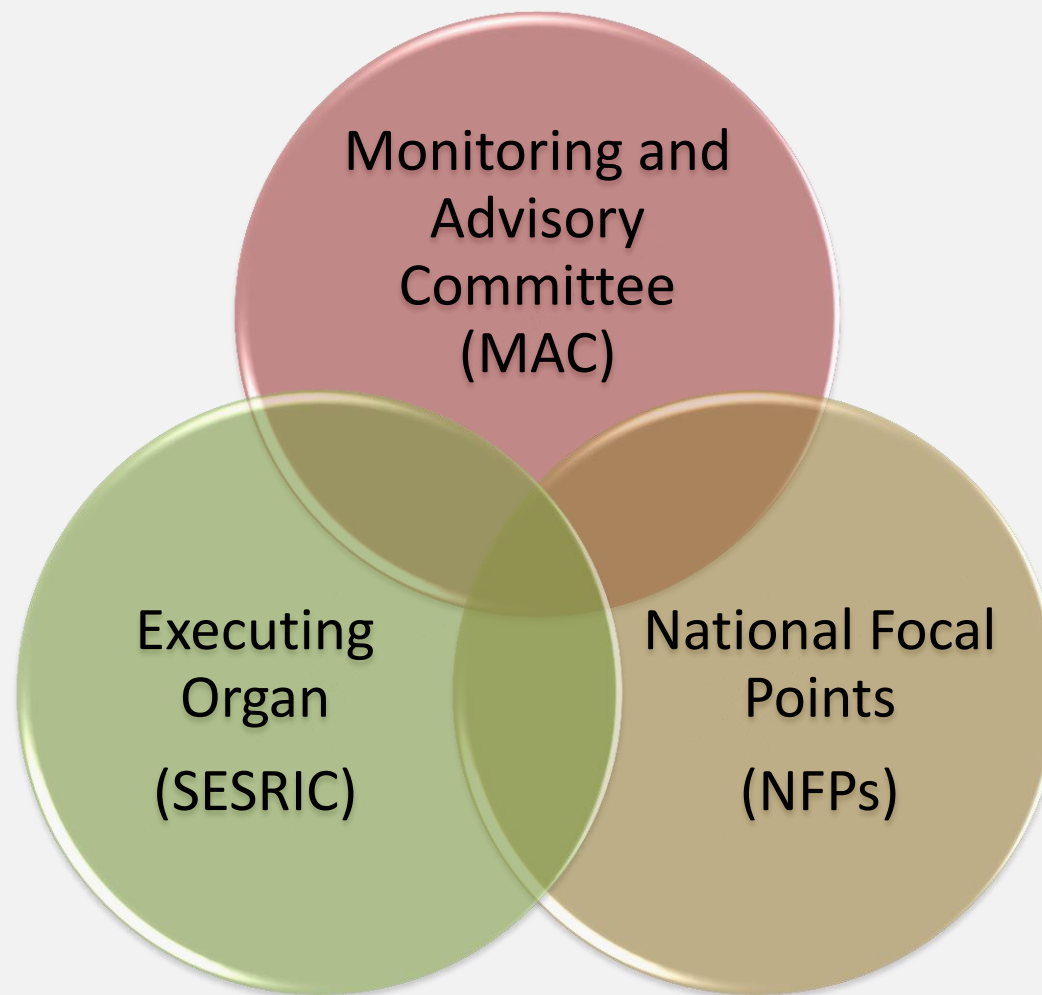 Monitoring and
Advisory
Committee
(MAC)
Executing
Organ
(SESRIC)
National Focal
Points
(NFPs)